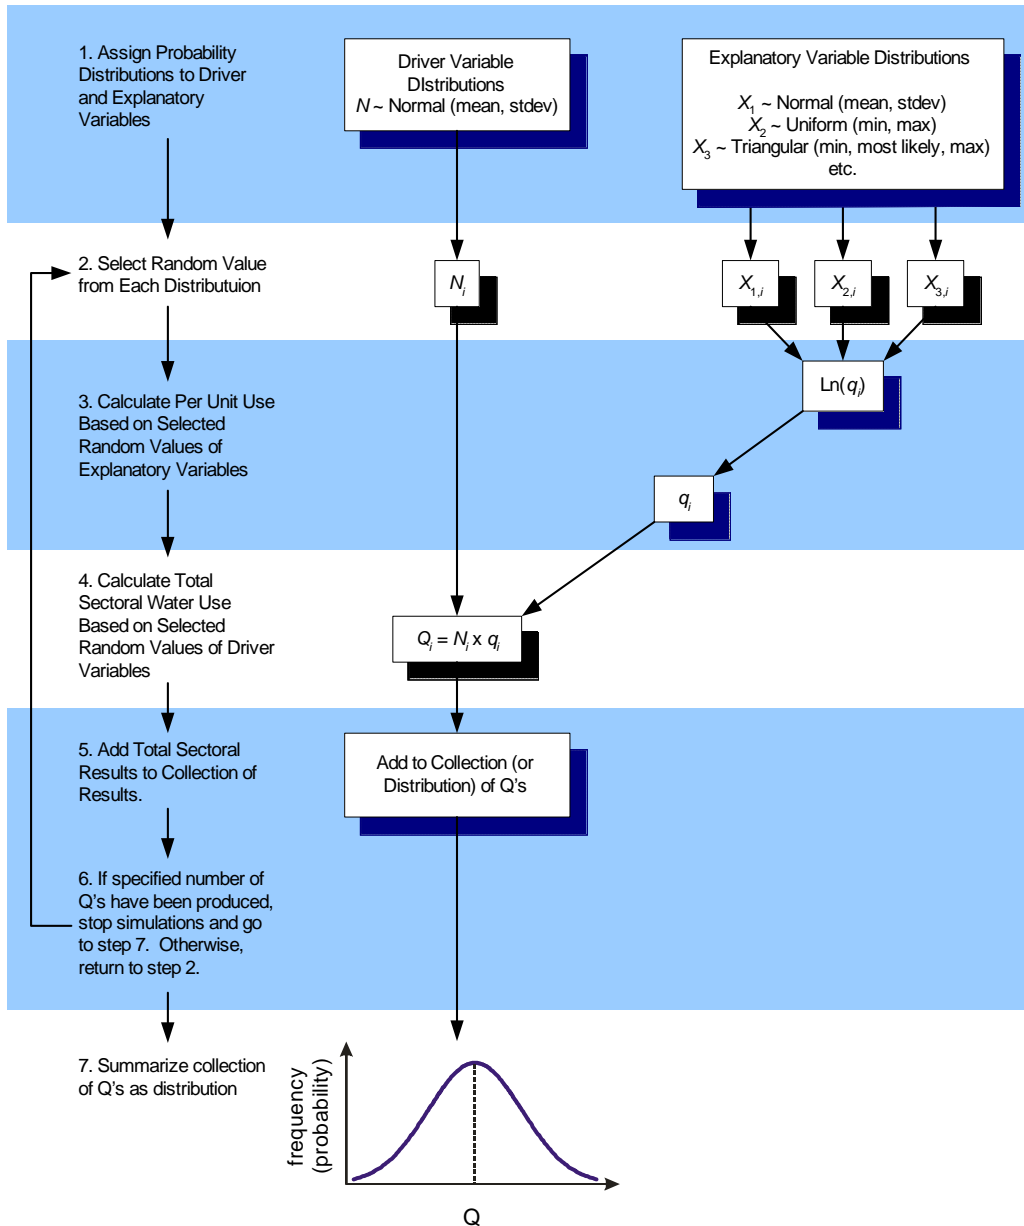 1. Assign Probability
Distributions to Driver
and Explanatory
Variables
Driver Variable
DIstributions
N ~ Normal (mean, stdev)
Explanatory Variable Distributions
X1 ~ Normal (mean, stdev)
X2 ~ Uniform (min, max)
X3 ~ Triangular (min, most likely, max)
etc.
2. Select Random Value
from Each Distributuion
Ni
X1,i
X2,i
X3,i
3. Calculate Per Unit Use
Based on Selected
Random Values of
Explanatory Variables
Ln(qi)
qi
4. Calculate Total
Sectoral Water Use
Based on Selected
Random Values of Driver
Variables
Qi = Ni x qi
5. Add Total Sectoral
Results to Collection of
Results.
Add to Collection (or
Distribution) of Q's
6. If specified number of
Q's have been produced,
stop simulations and go
to step 7.  Otherwise,
return to step 2.
7. Summarize collection
of Q's as distribution
frequency
(probability)
Q